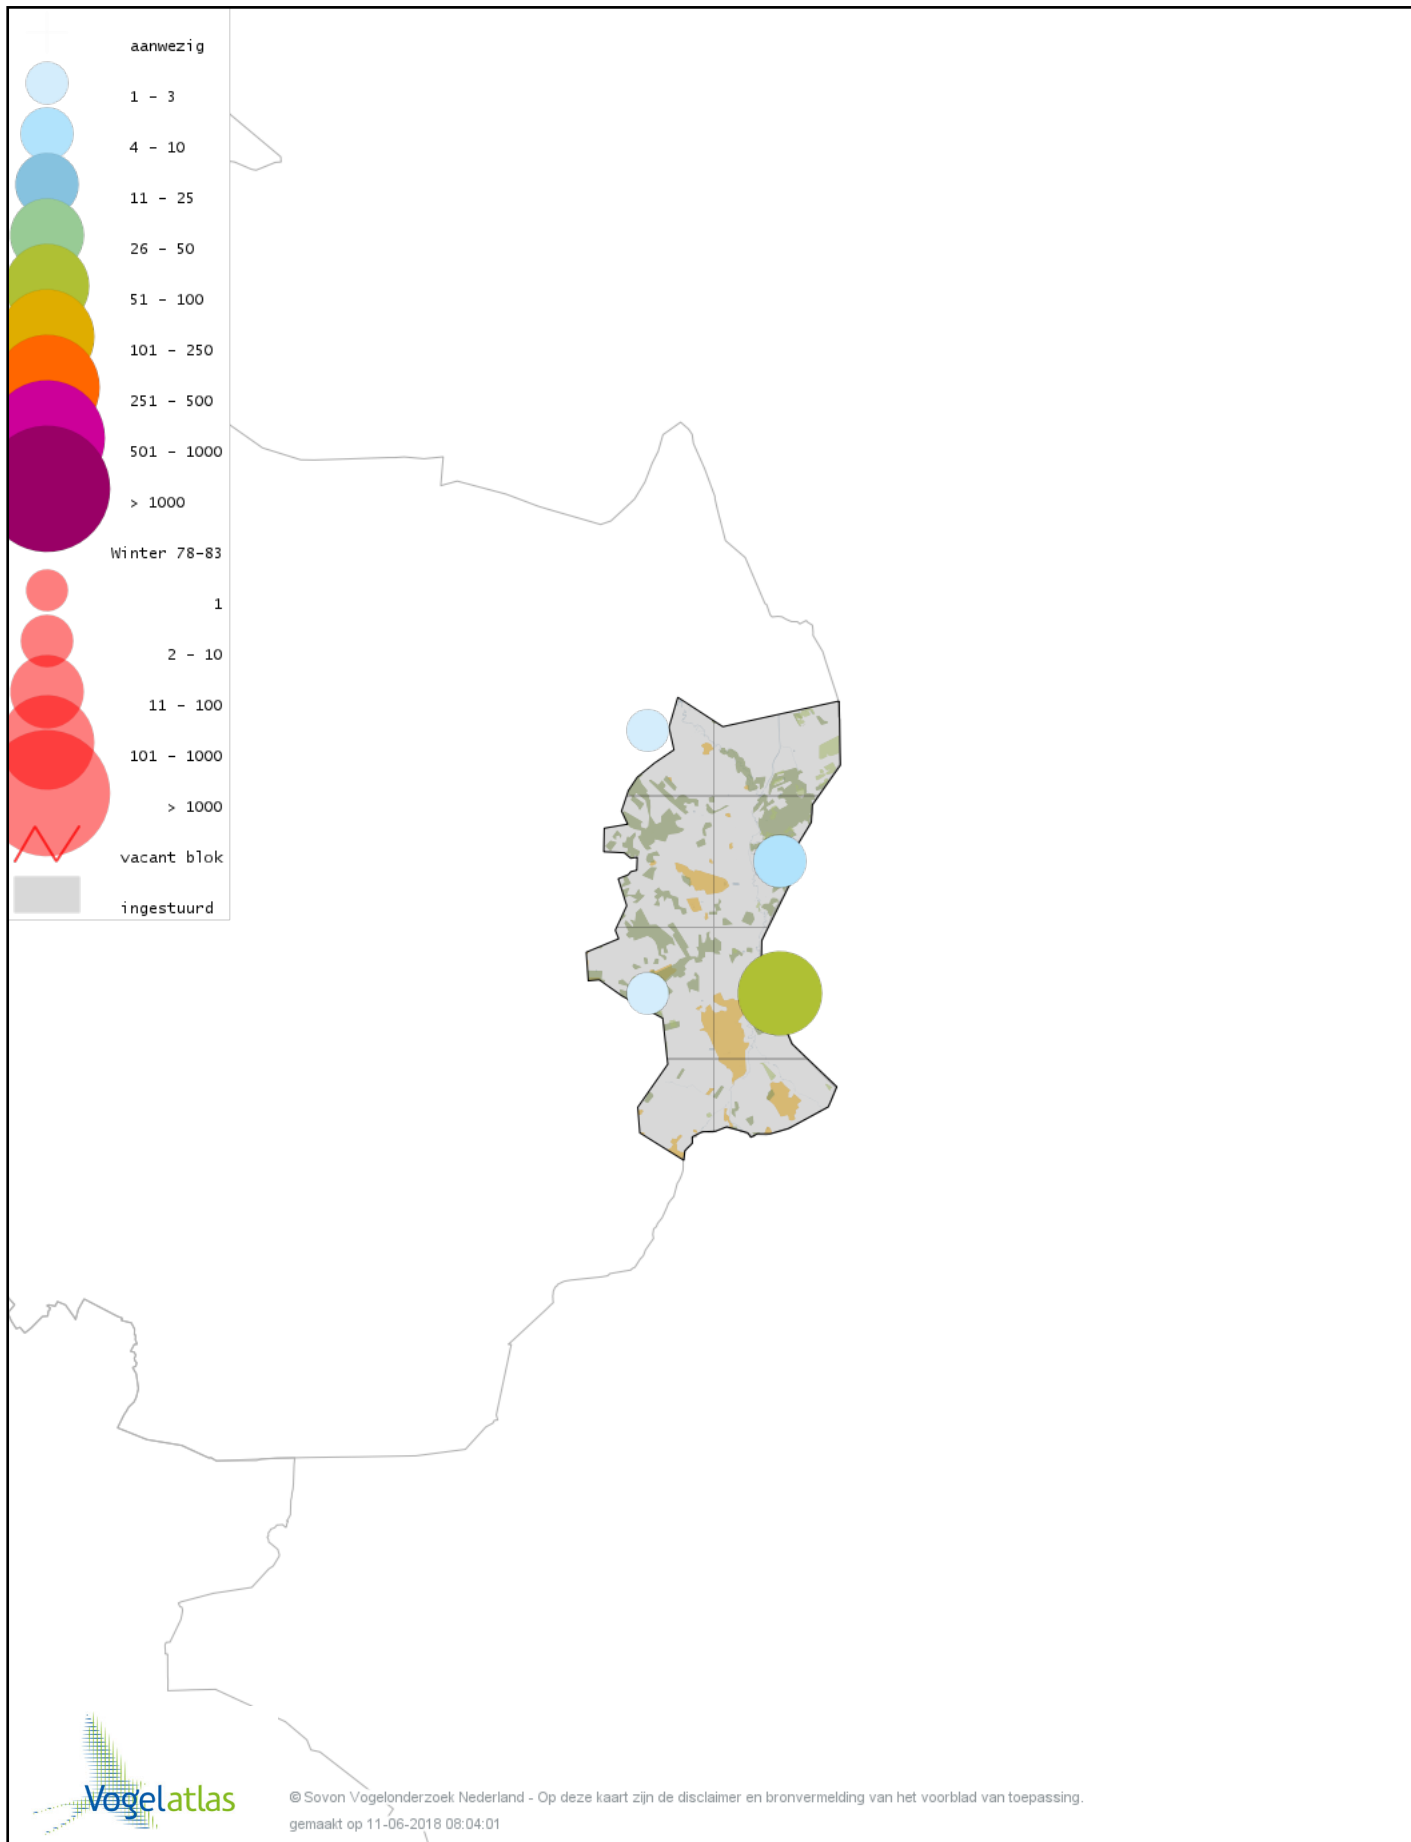 aanwezig
1 - 3
4 - 10
11 - 25
26 - 50
51 - 100
101 - 250
251 - 500
501 - 1000
> 1000
Winter 78-83
1
2 - 10
11 - 100
101 - 1000
> 1000
vacant blok
ingestuurd
Vogelatlas
© Sovon Vogelonderzoek Nederland - Op deze kaart zijn de disclaimer en bronvermelding van het voorblad van toepassing.
gemaakt op 11-06-2018 08:04:01